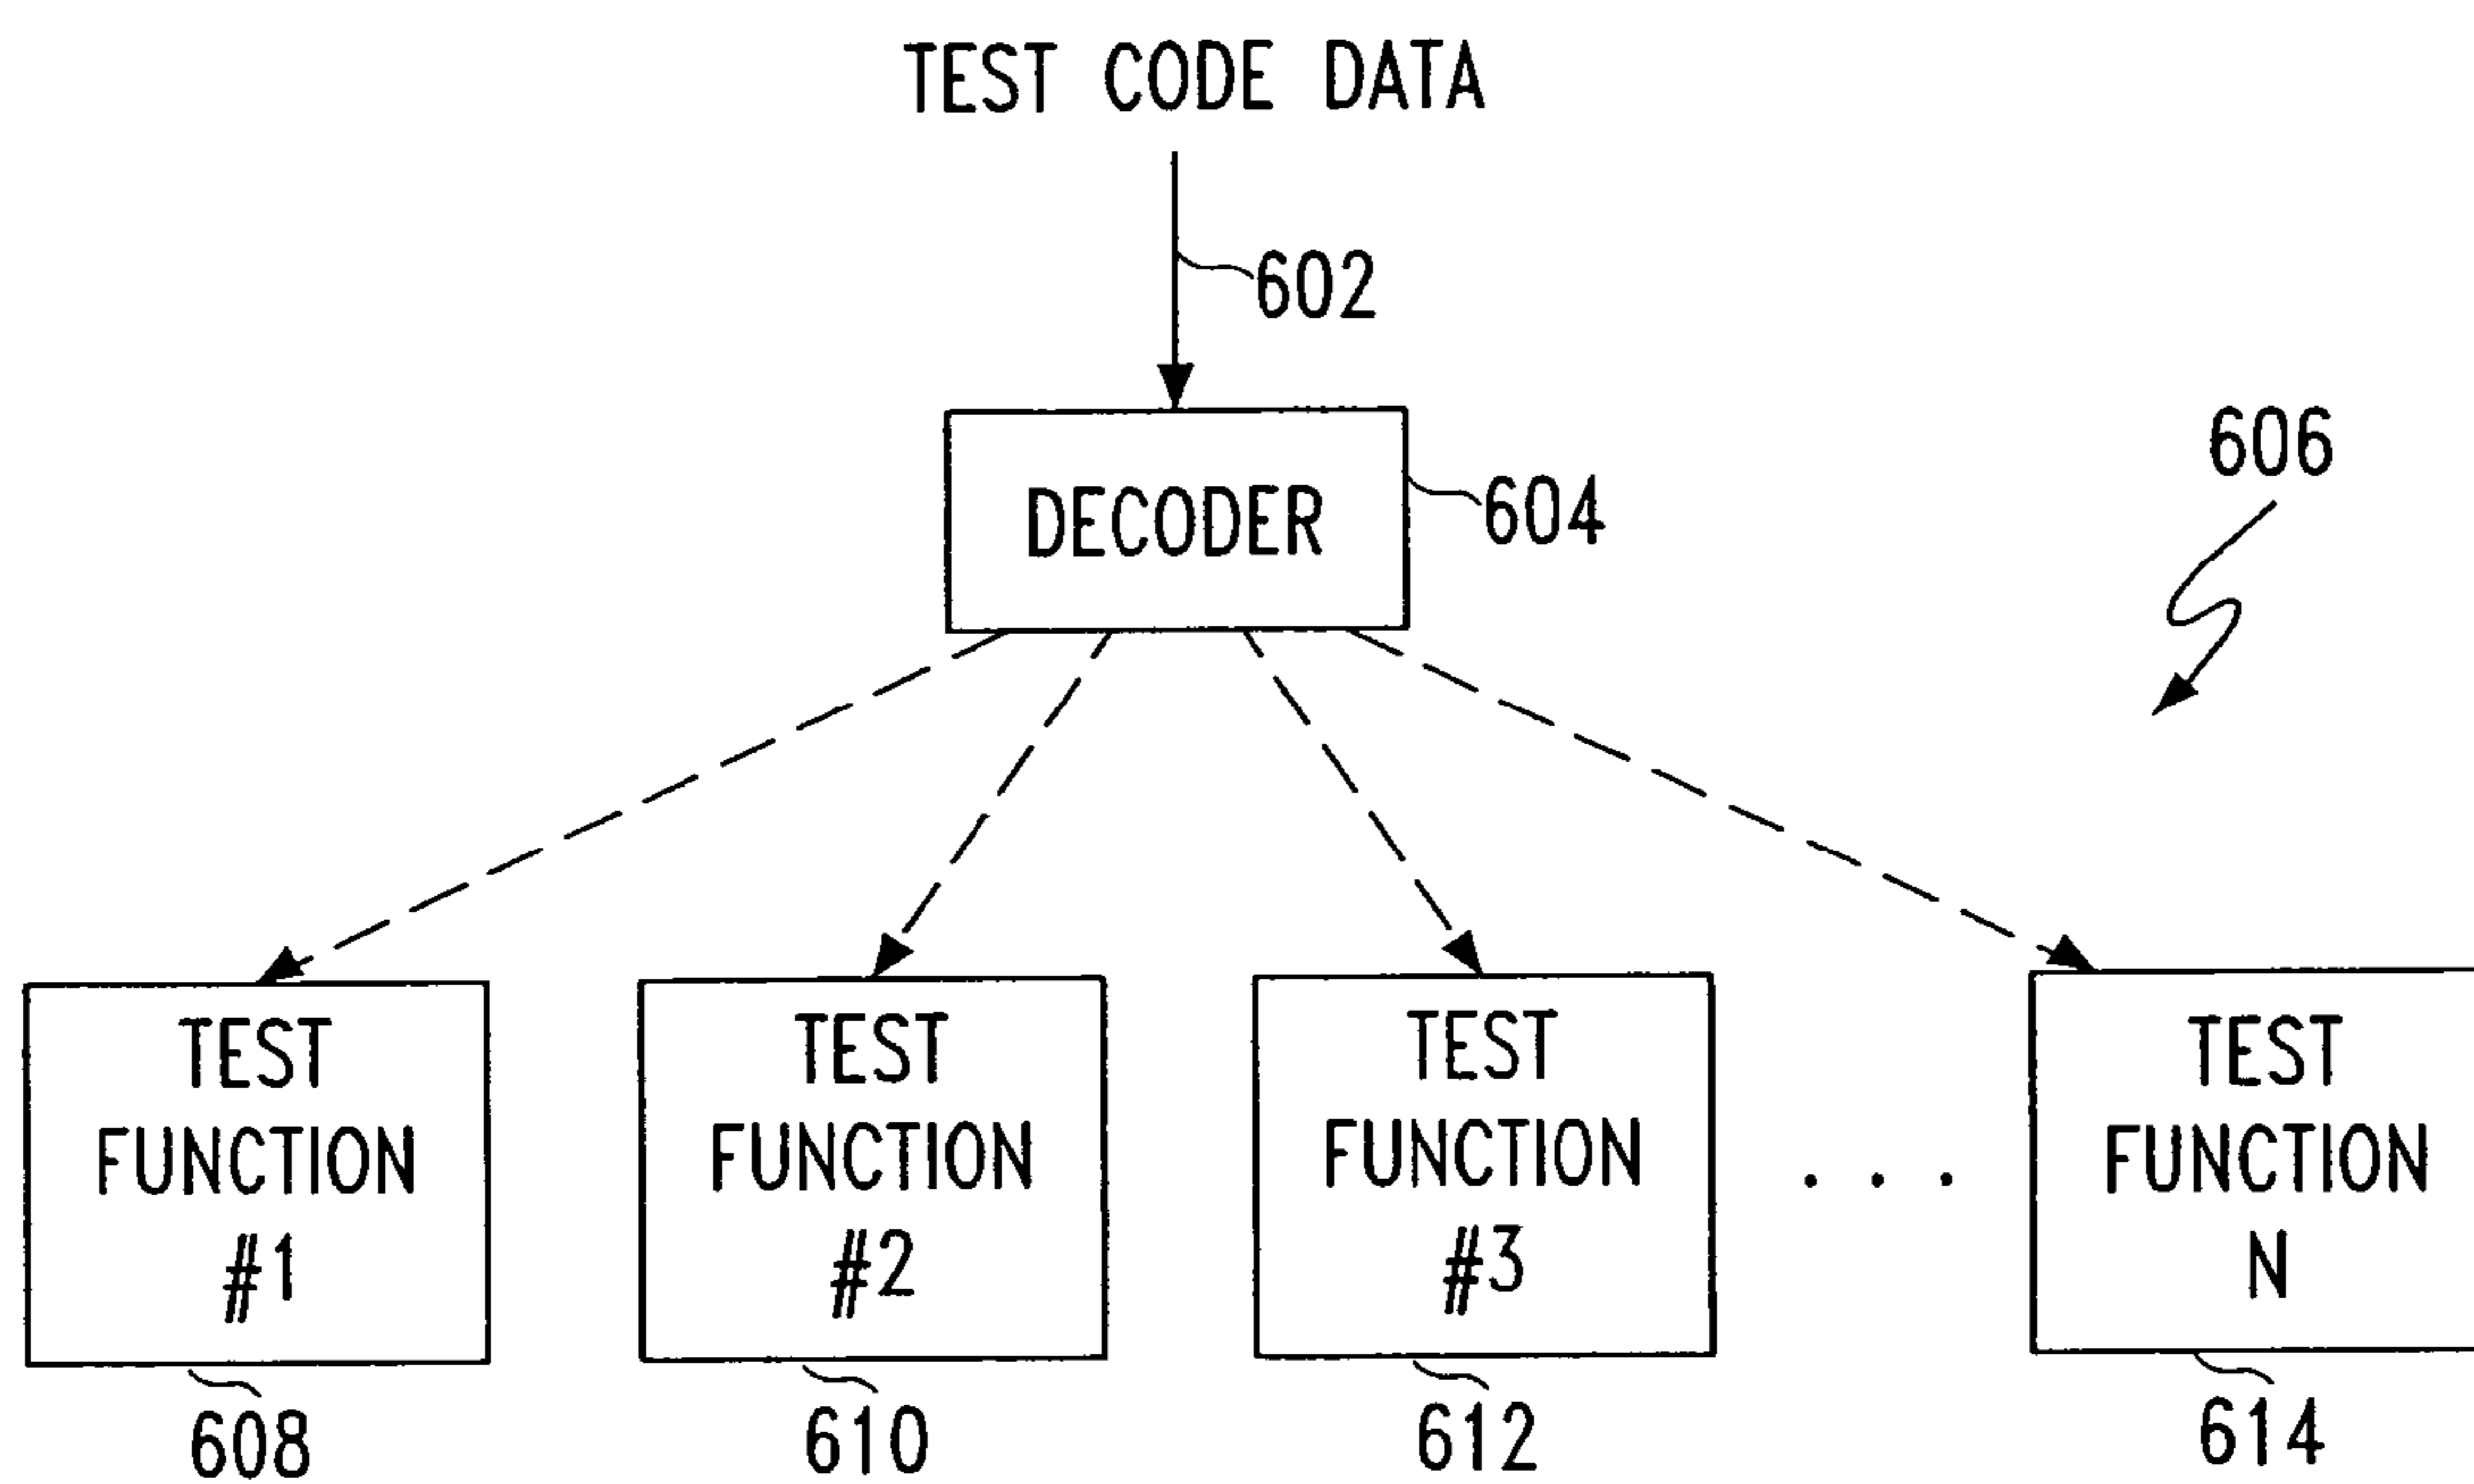 TEST CODE DATA
602
DECODER
604
606
TEST
FUNCTION
#1
TEST
FUNCTION
#2
TEST
FUNCTION
#3
. . .
TEST
FUNCTION
N
608
610
612
614